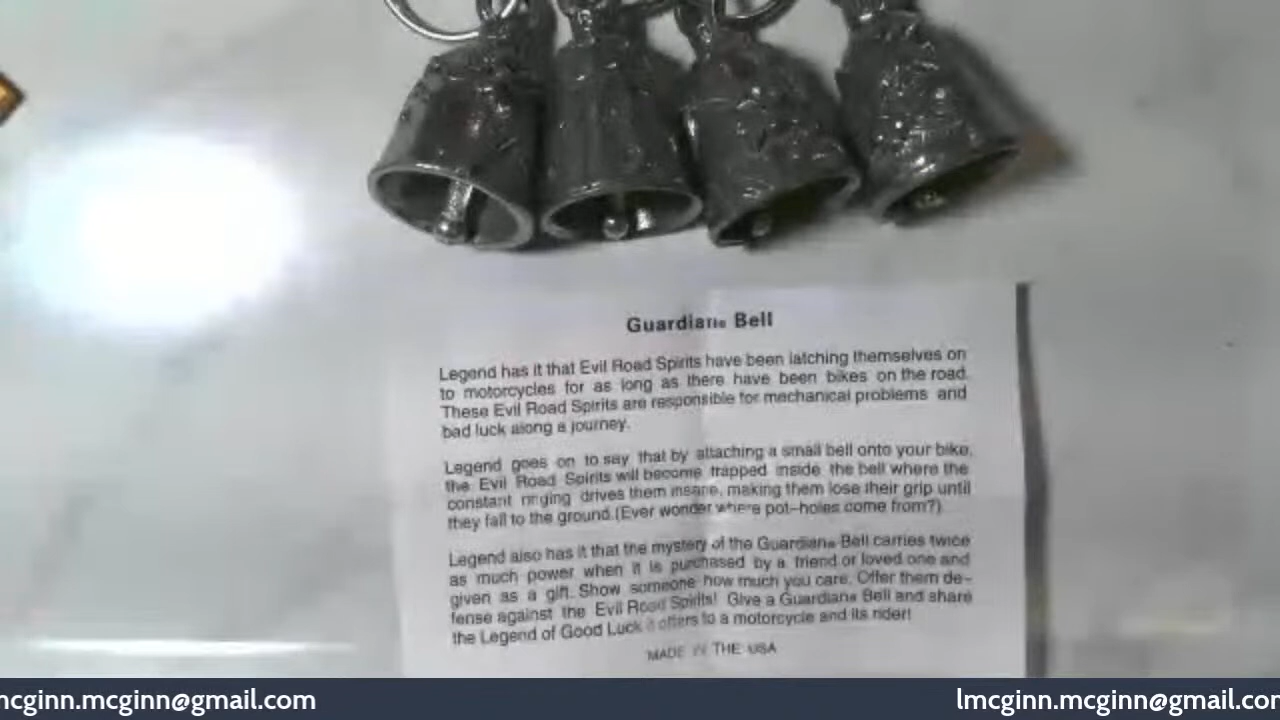 Guardian® Bell
Legend has it that Evil Road Spirits have been latching themselves on
to motorcycles for as long as there have been bikes on the road.
These Evil Road Spirits are responsible for mechanical problems and
bad luck along a journey.
Legend goes on to say that by attaching a small bell onto your bike,
the Evil Road Spirits will become trapped inside the bell where the
constant ringing drives them insane, making them lose their grip until
they fall to the ground.(Ever wonder where pot-holes come from?)
Legend also has it that the mystery of the Guardian® Bell carries twice
as much power when it is purchased by a friend or loved one and
given as a gift. Show someone how much you care. Offer them de-
fense against the Evil Road Spirits! Give a Guardian® Bell and share
the Legend of Good Luck it offers to a motorcycle and its rider!
MADE IN THE USA
mcginn.mcginn@gmail.com lmcginn.mcginn@gmail.co